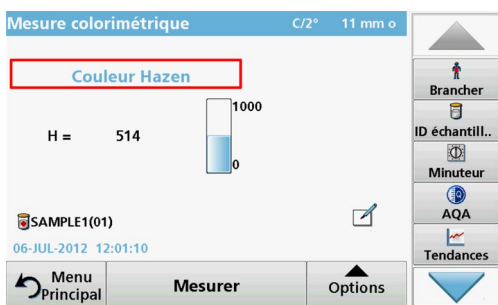 Mesure colorimétrique C/2° 11 mm o
Couleur Hazen
1000
H = 514
0
SAMPLE1(01)
06-JUL-2012 12:01:10
Menu Principal
Mesurer
Options
Brancher
ID échantill..
Minuteur
AQA
Tendances